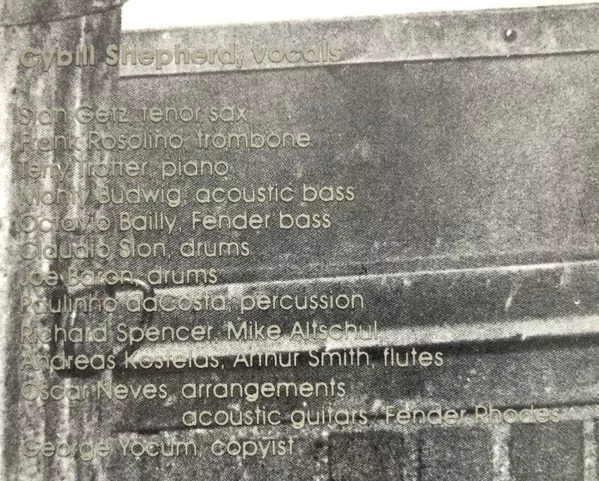 Cybill Shepherd, vocals
Stan Getz, tenor sax
Frank Rosolino, trombone
Terry Trotter, piano
Monty Budwig, acoustic bass
Octavio Bailly, Fender bass
Claudio Slon, drums
Joe Baron, drums
Paulinho daCosta, percussion
Richard Spencer, Mike Altschul
Andreas Kostelas, Arthur Smith, flutes
Oscar Neves, arrangements
acoustic guitars, Fender Rhodes
George Yocum, copyist